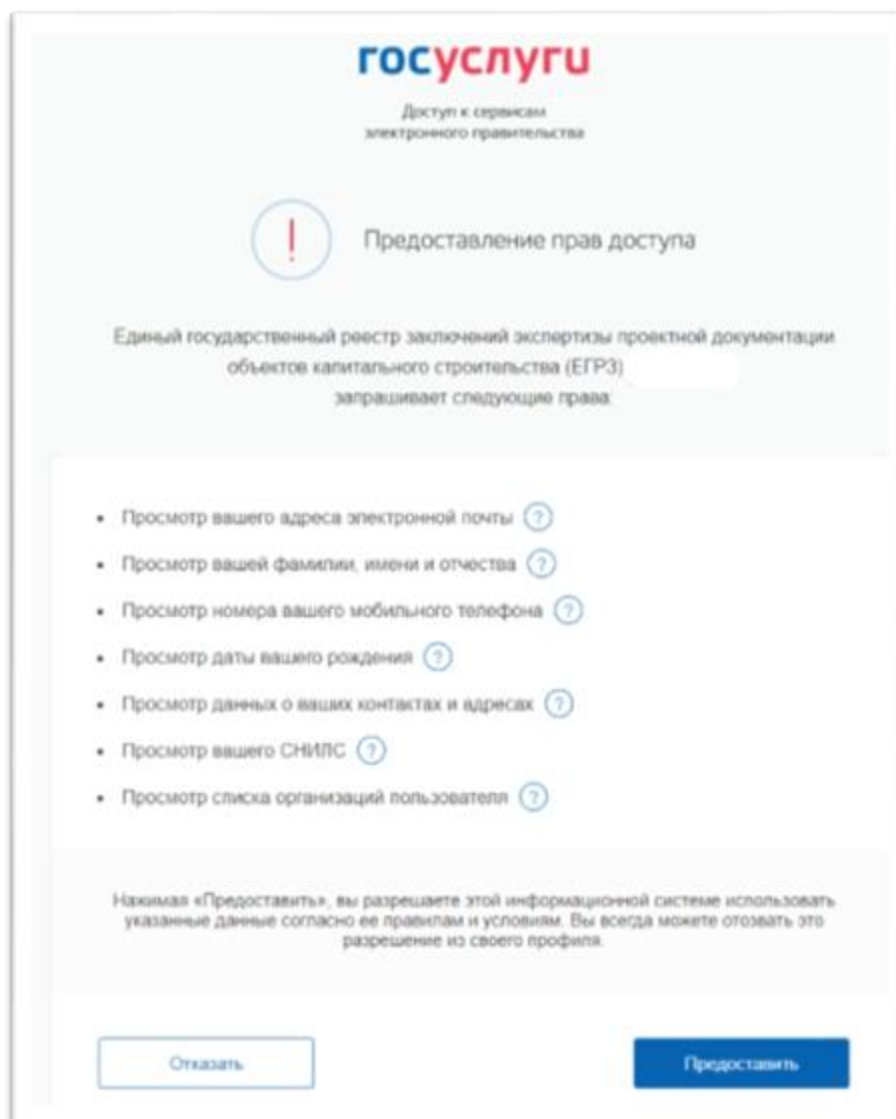 госуслуги
Доступ к сервисам
электронного правительства
!
Предоставление прав доступа
Единый государственный реестр заключений экспертизы проектной документации
объектов капитального строительства (ЕГРЗ)
запрашивает следующие права:
• Просмотр вашего адреса электронной почты ?
• Просмотр вашей фамилии, имени и отчества ?
• Просмотр номера вашего мобильного телефона ?
• Просмотр даты вашего рождения ?
• Просмотр данных о ваших контактах и адресах ?
• Просмотр вашего СНИЛС ?
• Просмотр списка организаций пользователя ?
Нажимая «Предоставить», вы разрешаете этой информационной системе использовать
указанные данные согласно ее правилам и условиям. Вы всегда можете отозвать это
разрешение из своего профиля.
Отказать
Предоставить